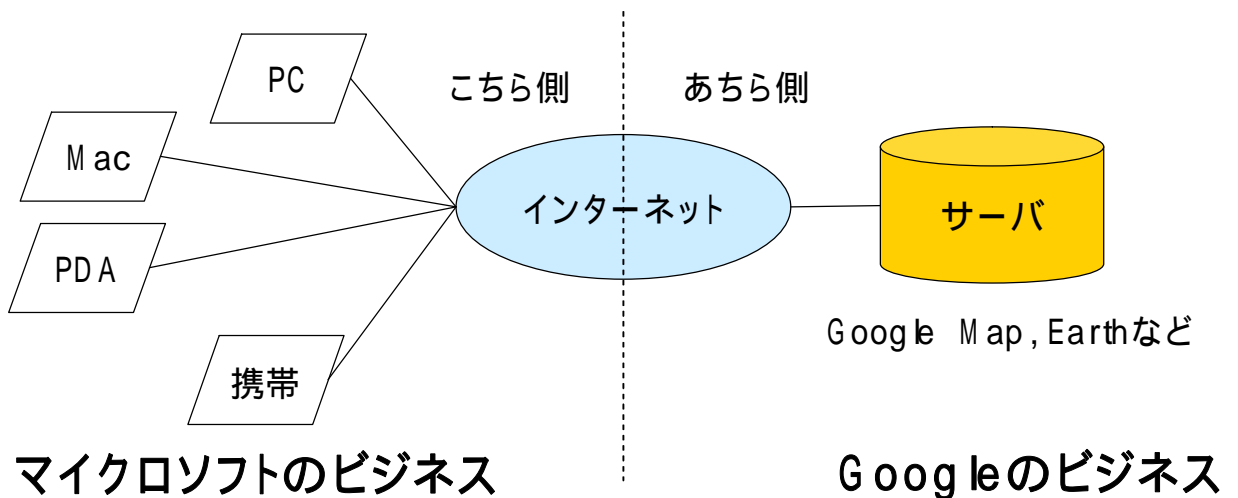 PC
こちら側
あちら側
Mac
インターネット
サーバ
PDA
Google Map,Earthなど
携帯
マイクロソフトのビジネス
Googleのビジネス